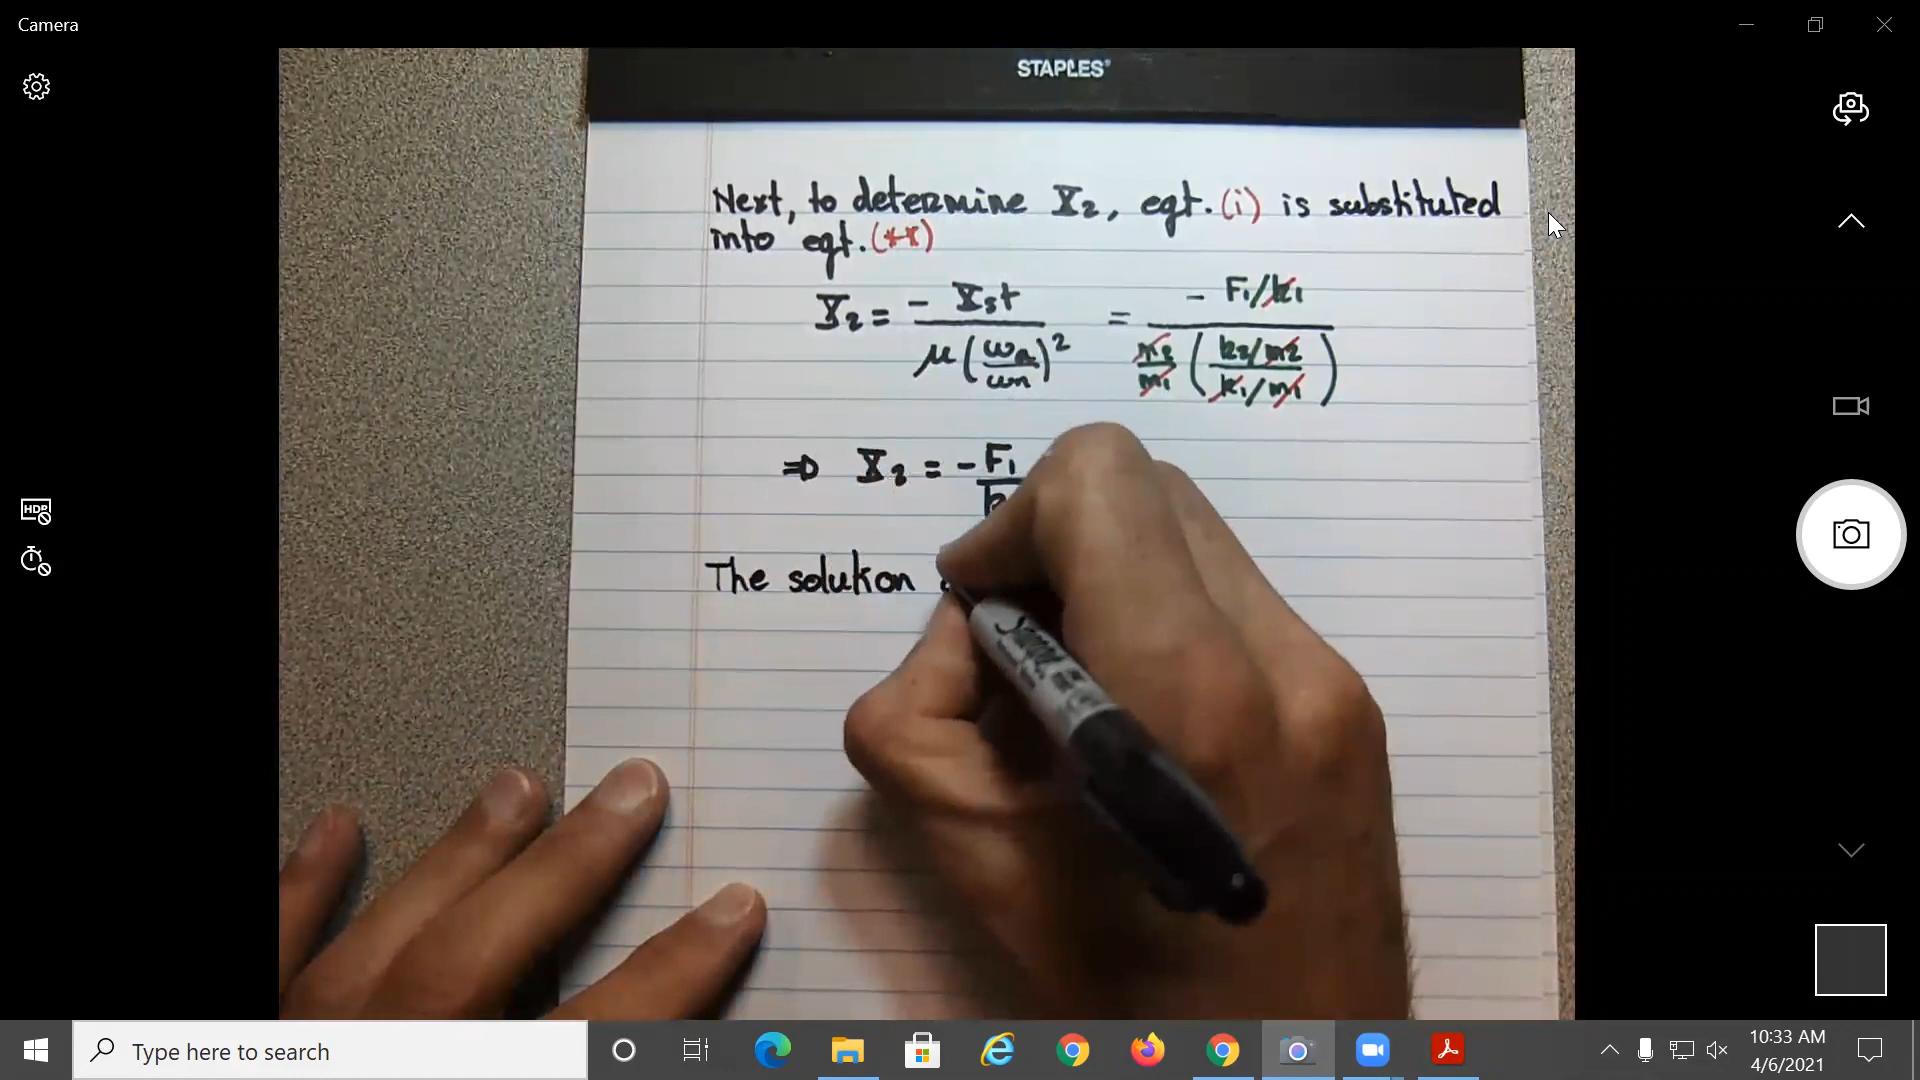 Camera
STAPLES
Next, to determine X2, eqt. (i) is substituted
into eqt. (**)
X2 = - Xst / μ (ωa/ωn)^2 = - F1/k1 / m2/m1 ( k2/m2 / k1/m1 )
⇒ X2 = - F1 / k
The solution
Sharpie
HDR
Type here to search
10:33 AM
4/6/2021